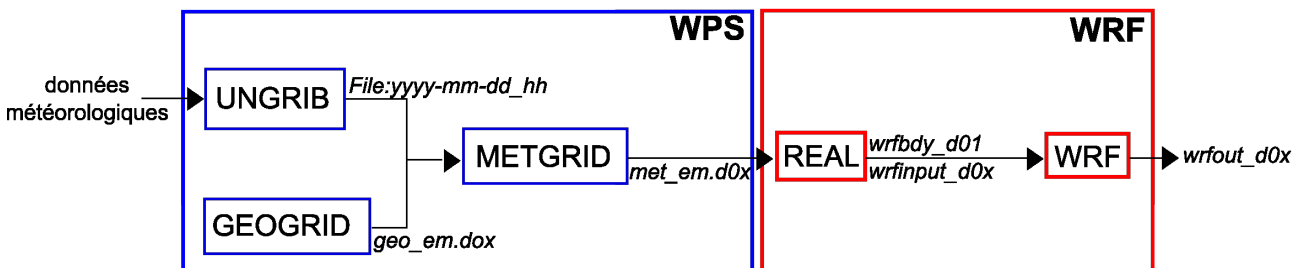 WPS
WRF
données
météorologiques
UNGRIB
File:yyyy-mm-dd_hh
METGRID
met_em.d0x
GEOGRID
geo_em.dox
REAL
wrfbdy_d01
wrfinput_d0x
WRF
wrfout_d0x